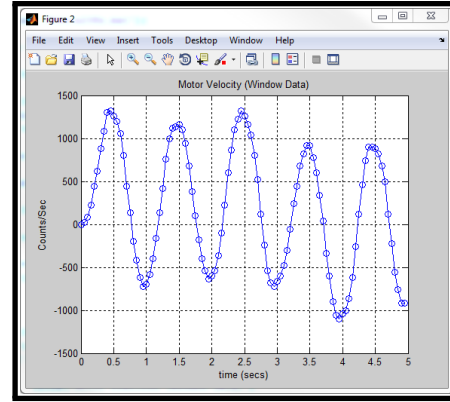 Figure 2
File Edit View Insert Tools Desktop Window Help
Motor Velocity (Window Data)
1500
1000
500
0
-500
-1000
-1500
Counts/Sec
0 0.5 1 1.5 2 2.5 3 3.5 4 4.5 5
time (secs)